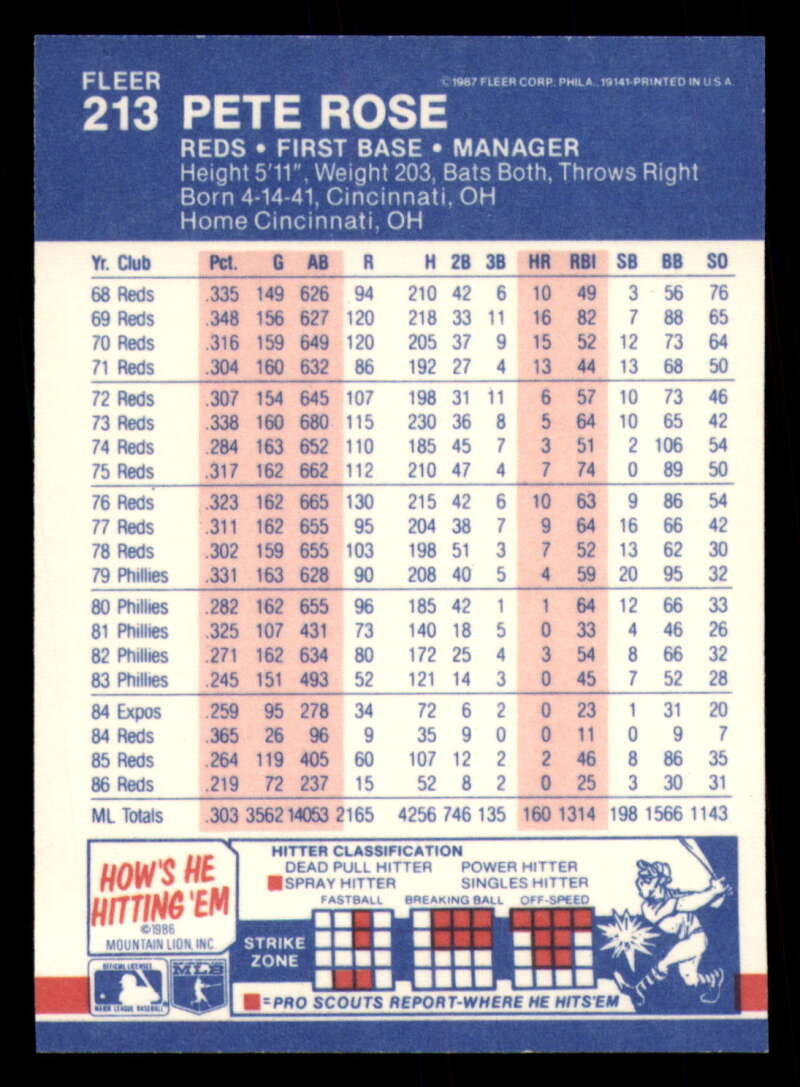 FLEER
213 PETE ROSE
©1987 FLEER CORP. PHILA., 19141-PRINTED IN U.S.A.
REDS • FIRST BASE • MANAGER
Height 5'11", Weight 203, Bats Both, Throws Right
Born 4-14-41, Cincinnati, OH
Home Cincinnati, OH
Yr. Club Pct. G AB R H 2B 3B HR RBI SB BB SO
68 Reds .335 149 626 94 210 42 6 10 49 3 56 76
69 Reds .348 156 627 120 218 33 11 16 82 7 88 65
70 Reds .316 159 649 120 205 37 9 15 52 12 73 64
71 Reds .304 160 632 86 192 27 4 13 44 13 68 50
72 Reds .307 154 645 107 198 31 11 6 57 10 73 46
73 Reds .338 160 680 115 230 36 8 5 64 10 65 42
74 Reds .284 163 652 110 185 45 7 3 51 2 106 54
75 Reds .317 162 662 112 210 47 4 7 74 0 89 50
76 Reds .323 162 665 130 215 42 6 10 63 9 86 54
77 Reds .311 162 655 95 204 38 7 9 64 16 66 42
78 Reds .302 159 655 103 198 51 3 7 52 13 62 30
79 Phillies .331 163 628 90 208 40 5 4 59 20 95 32
80 Phillies .282 162 655 96 185 42 1 1 64 12 66 33
81 Phillies .325 107 431 73 140 18 5 0 33 4 46 26
82 Phillies .271 162 634 80 172 25 4 3 54 8 66 32
83 Phillies .245 151 493 52 121 14 3 0 45 7 52 28
84 Expos .259 95 278 34 72 6 2 0 23 1 31 20
84 Reds .365 26 96 9 35 9 0 0 11 0 9 7
85 Reds .264 119 405 60 107 12 2 2 46 8 86 35
86 Reds .219 72 237 15 52 8 2 0 25 3 30 31
ML Totals .303 3562 14053 2165 4256 746 135 160 1314 198 1566 1143
HOW'S HE
HITTING 'EM
©1986
MOUNTAIN LION, INC.
HITTER CLASSIFICATION
DEAD PULL HITTER POWER HITTER
SPRAY HITTER SINGLES HITTER
FASTBALL BREAKING BALL OFF-SPEED
STRIKE
ZONE
=PRO SCOUTS REPORT-WHERE HE HITS'EM
OFFICIAL LICENSEE
MAJOR LEAGUE BASEBALL
MLB